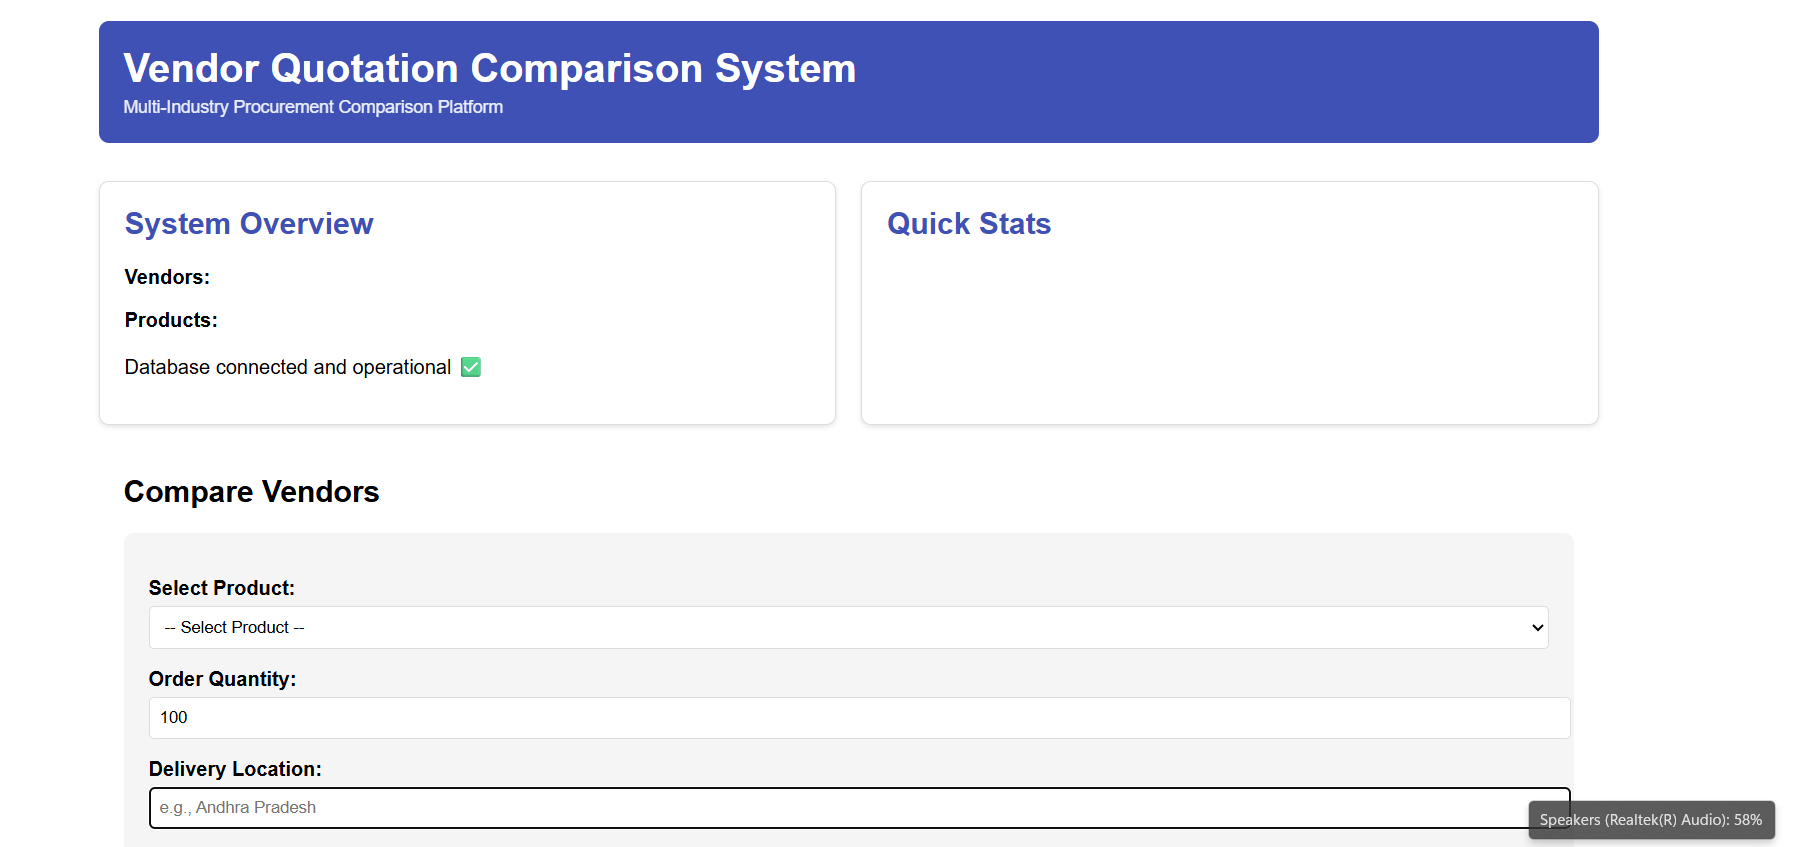 Vendor Quotation Comparison System
Multi-Industry Procurement Comparison Platform
System Overview
Vendors:
Products:
Database connected and operational ✅
Quick Stats
Compare Vendors
Select Product:
-- Select Product --
Order Quantity:
100
Delivery Location:
e.g., Andhra Pradesh
Speakers (Realtek(R) Audio): 58%